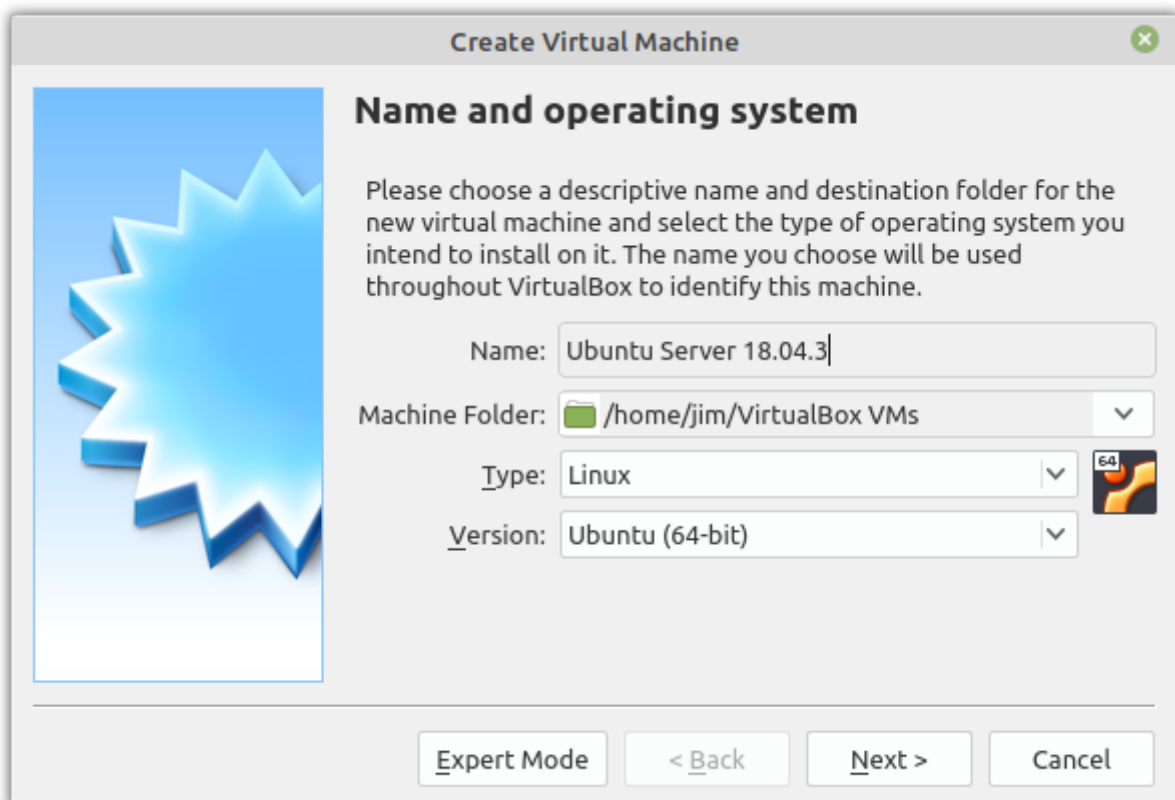 Create Virtual Machine
Name and operating system
Please choose a descriptive name and destination folder for the
new virtual machine and select the type of operating system you
intend to install on it. The name you choose will be used
throughout VirtualBox to identify this machine.
Name: Ubuntu Server 18.04.3
Machine Folder: /home/jim/VirtualBox VMs
Type: Linux
64
Version: Ubuntu (64-bit)
Expert Mode < Back Next > Cancel